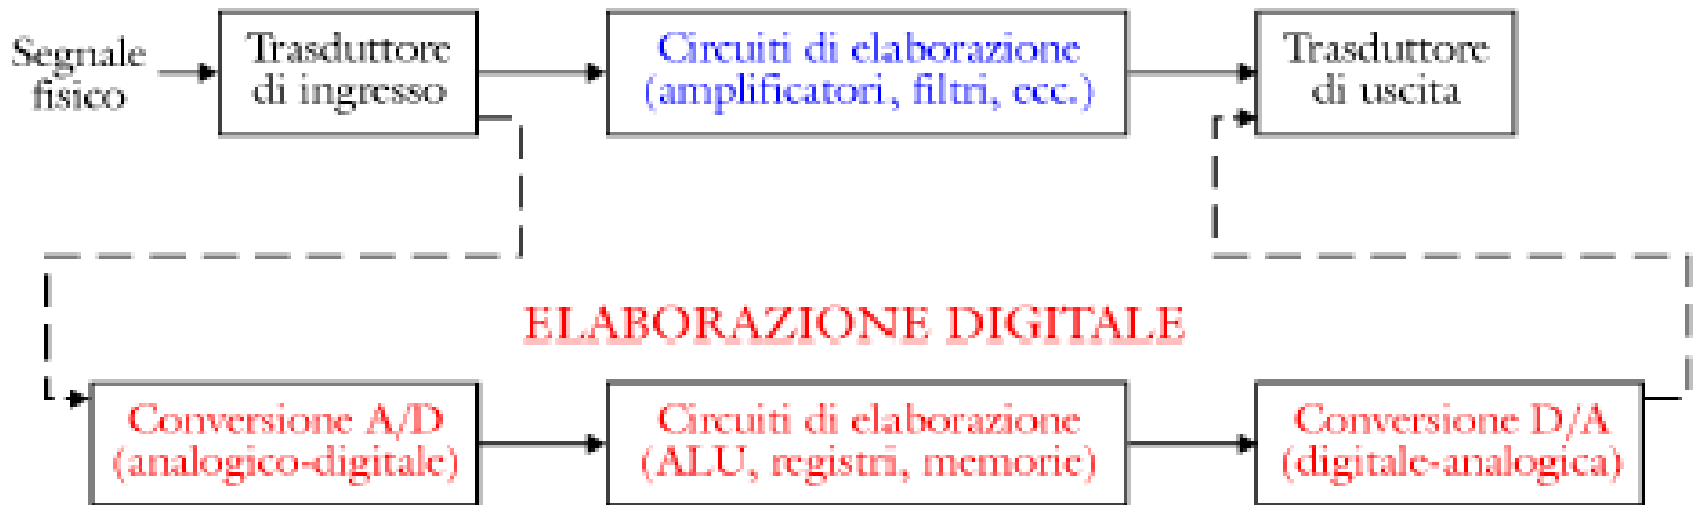 Segnale
fisico
Trasduttore
di ingresso
Circuiti di elaborazione
(amplificatori, filtri, ecc.)
Trasduttore
di uscita
ELABORAZIONE DIGITALE
Conversione A/D
(analogico-digitale)
Circuiti di elaborazione
(ALU, registri, memorie)
Conversione D/A
(digitale-analogica)